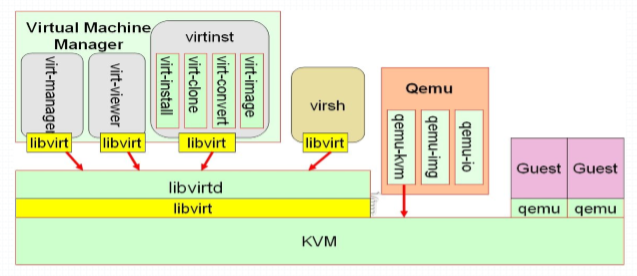 Virtual Machine
Manager
virtinst
virt-manager
virt-viewer
virt-install
virt-clone
virt-convert
virt-image
virsh
Qemu
qemu-kvm
qemu-img
qemu-io
libvirt
libvirt
libvirt
libvirt
Guest
Guest
libvirtd
libvirt
qemu
qemu
KVM